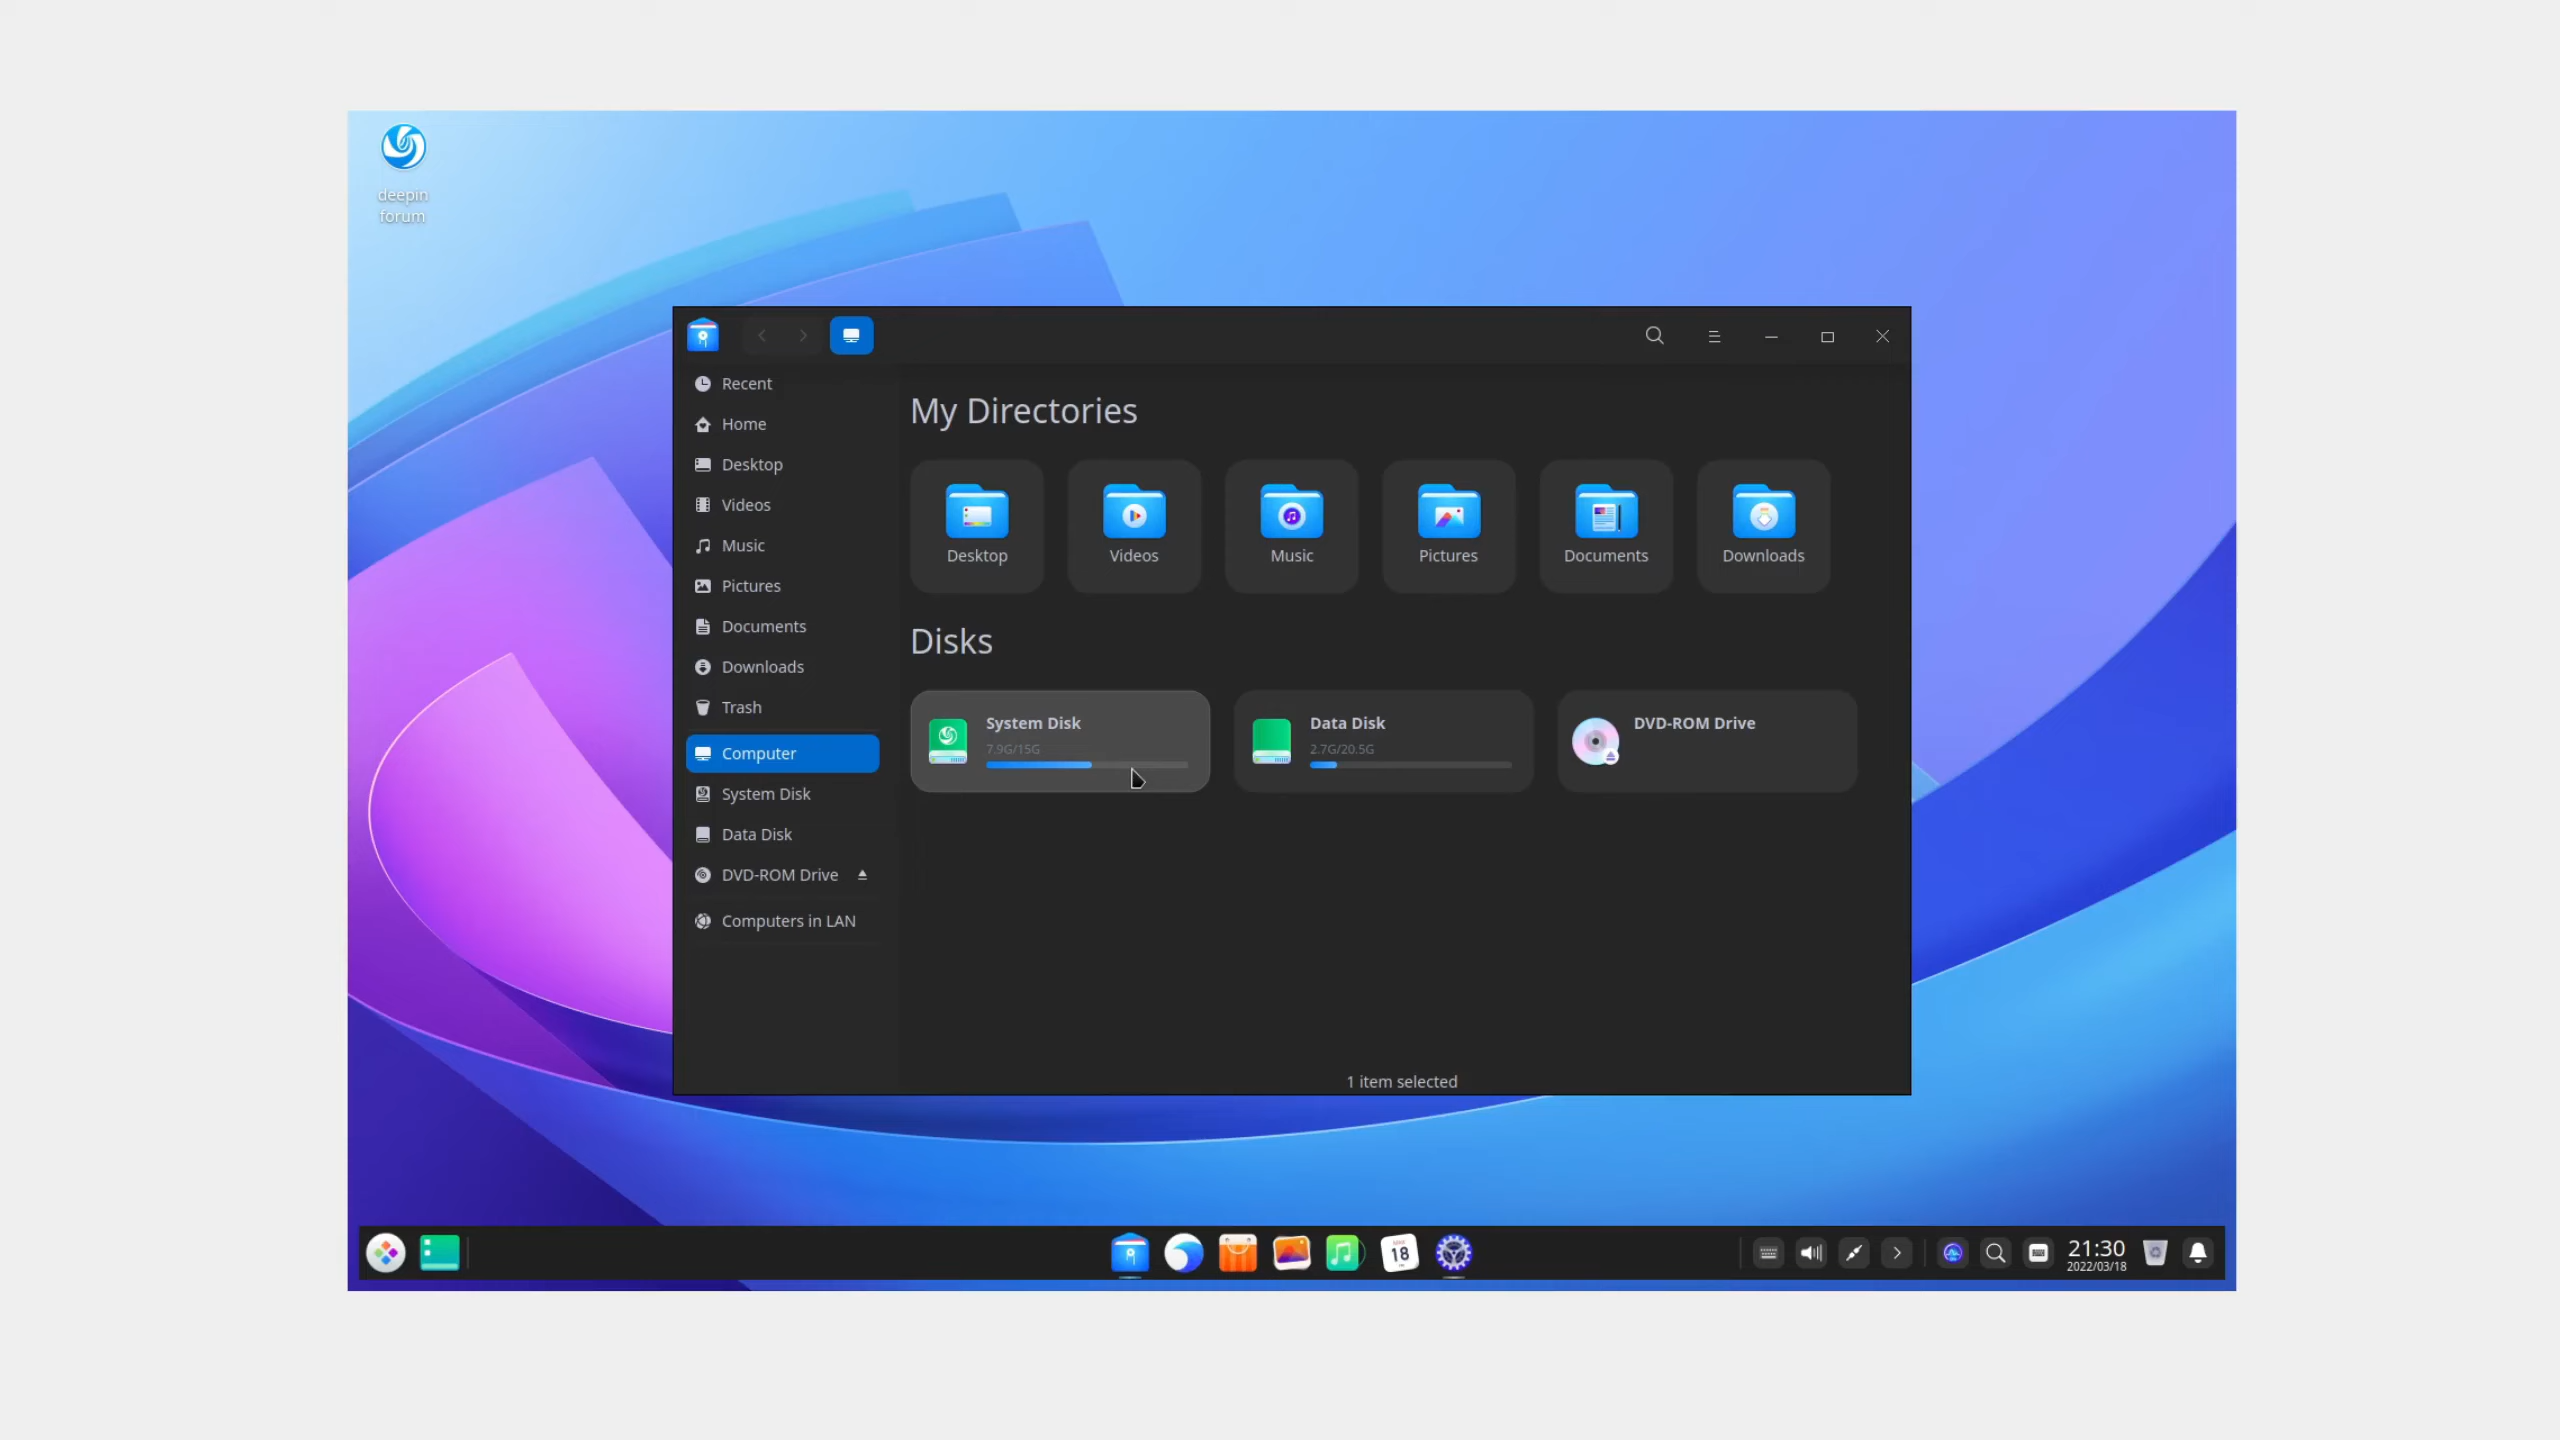 deepin
forum
Recent
Home
Desktop
Videos
Music
Pictures
Documents
Downloads
Trash
Computer
System Disk
Data Disk
DVD-ROM Drive
Computers in LAN
My Directories
Desktop
Videos
Music
Pictures
Documents
Downloads
Disks
System Disk
7.9G/15G
Data Disk
2.7G/20.5G
DVD-ROM Drive
1 item selected
18
21:30
2022/03/18